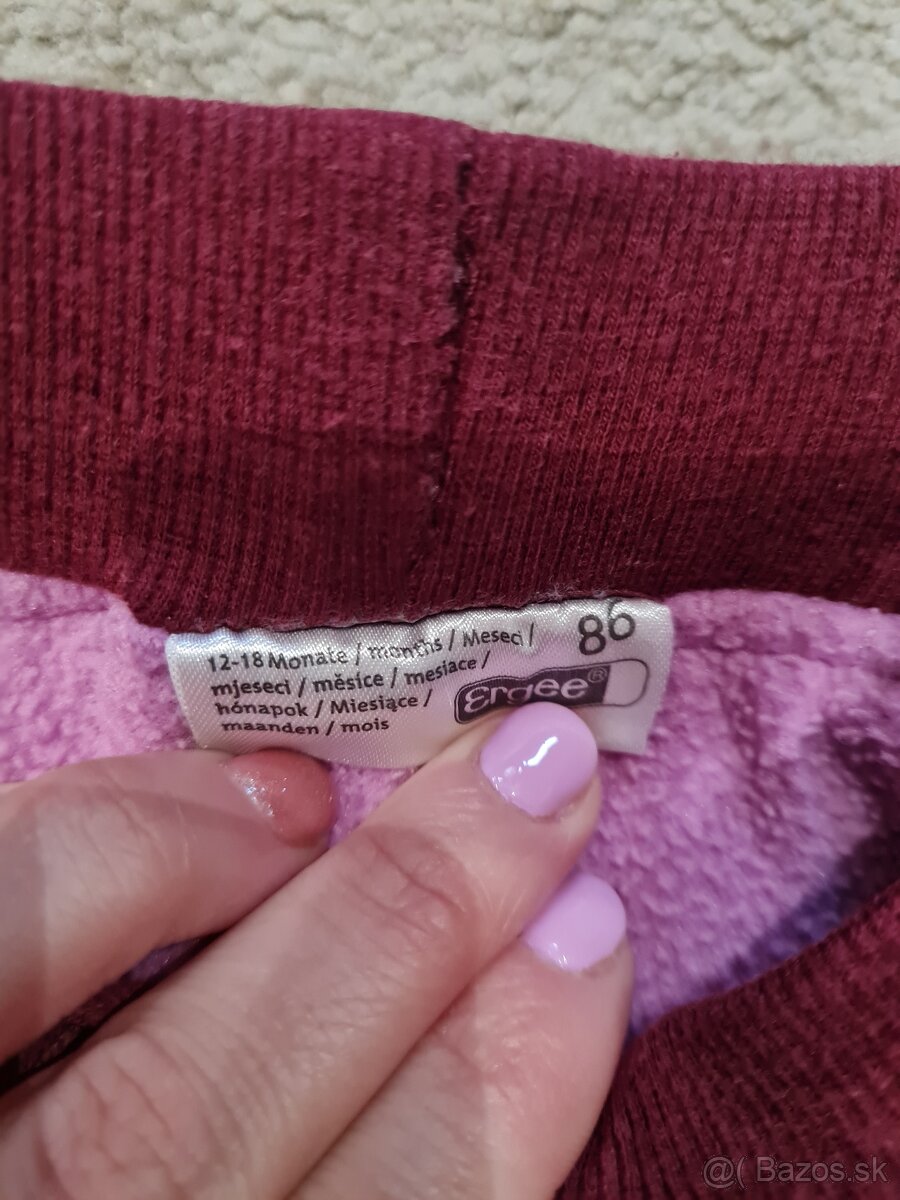 12-18 Monate / months / Meseci /
mjeseci / měsíce / mesiace /
hónapok / Miesiące /
maanden / mois
86
Ergee®
@( Bazos.sk